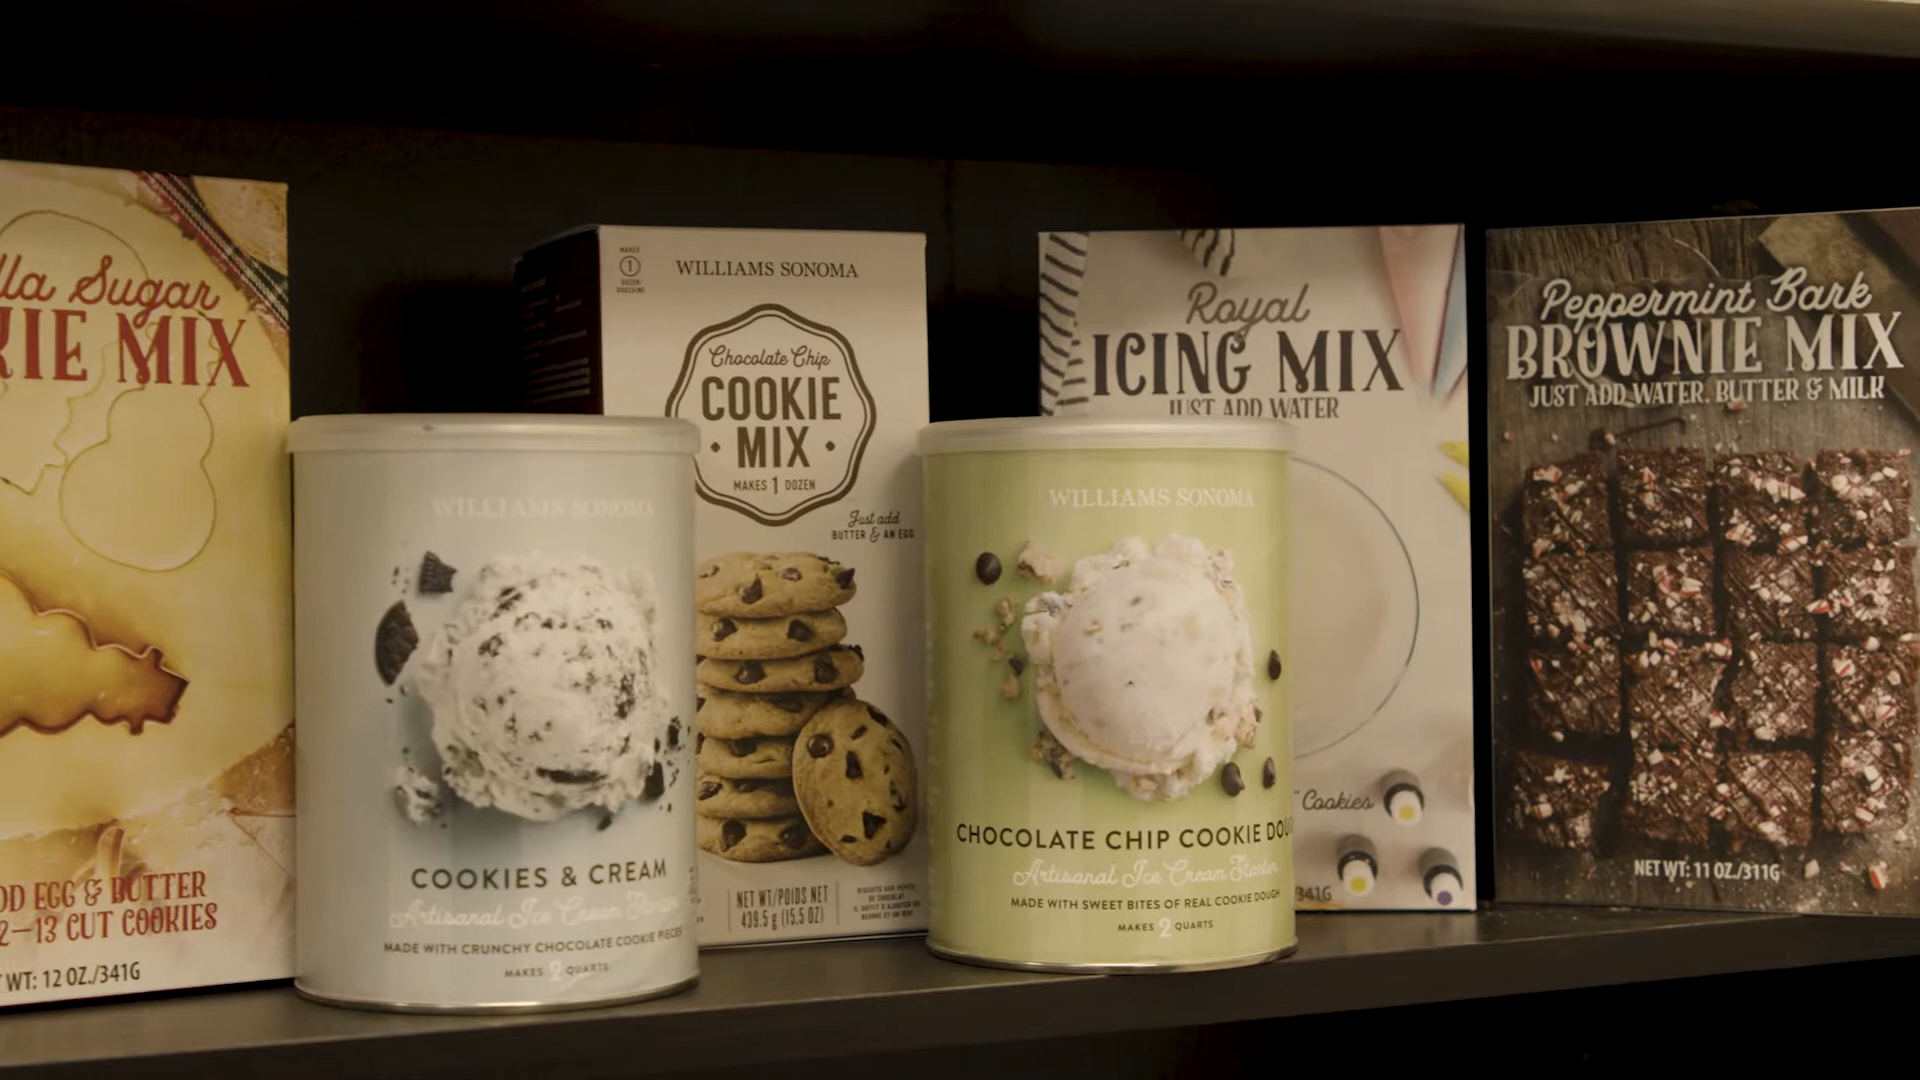 lla Sugar
KIE MIX
OD EGG & BUTTER
2-13 CUT COOKIES
WT: 12 OZ./341G
WILLIAMS SONOMA
COOKIES & CREAM
Artisanal Ice Cream Starter
MADE WITH CRUNCHY CHOCOLATE COOKIE PIECES
MAKES 2 QUARTS
MAKES
1
DOZEN
WILLIAMS SONOMA
Chocolate Chip
COOKIE
MIX
MAKES 1 DOZEN
Just add
BUTTER & AN EGG
NET WT/POIDS NET
439.5 g (15.5 OZ)
WILLIAMS SONOMA
CHOCOLATE CHIP COOKIE DOU
Artisanal Ice Cream Starter
MADE WITH SWEET BITES OF REAL COOKIE DOUGH
MAKES 2 QUARTS
Royal
ICING MIX
JUST ADD WATER
Cookies
341G
Peppermint Bark
BROWNIE MIX
JUST ADD WATER, BUTTER & MILK
NET WT: 11 OZ./311G